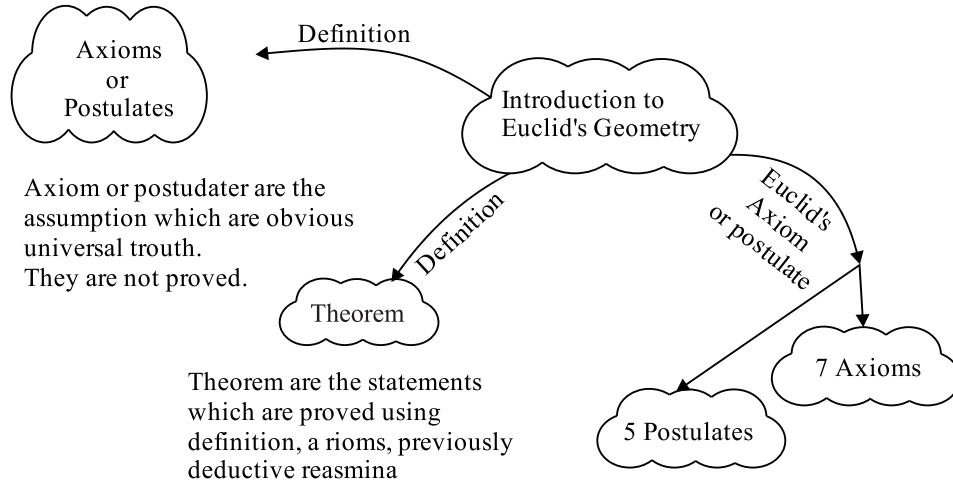 Axioms
or
Postulates
Definition
Introduction to
Euclid's Geometry
Axiom or postudater are the
assumption which are obvious
universal trouth.
They are not proved.
Definition
Euclid's
Axiom
or postulate
Theorem
7 Axioms
Theorem are the statements
which are proved using
definition, a rioms, previously
deductive reasmina
5 Postulates